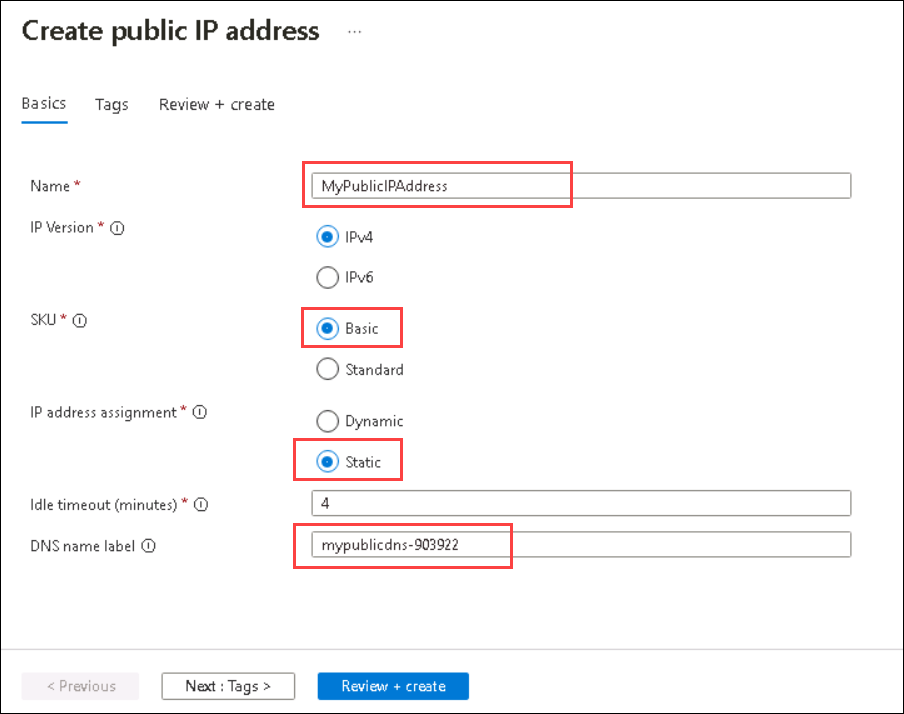 Create public IP address ...
Basics Tags Review + create
Name * MyPublicIPAddress
IP Version * IPv4
IPv6
SKU * Basic
Standard
IP address assignment * Dynamic
Static
Idle timeout (minutes) * 4
DNS name label mypublicdns-903922
< Previous Next : Tags > Review + create